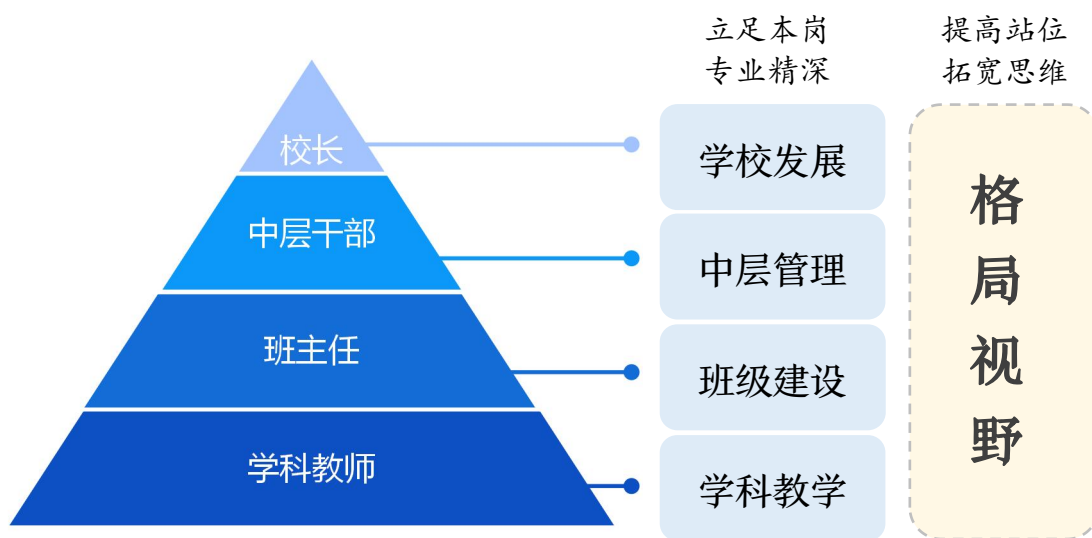 立足本岗
专业精深
提高站位
拓宽思维
校长
学校发展
中层干部
中层管理
班主任
班级建设
学科教师
学科教学
格
局
视
野